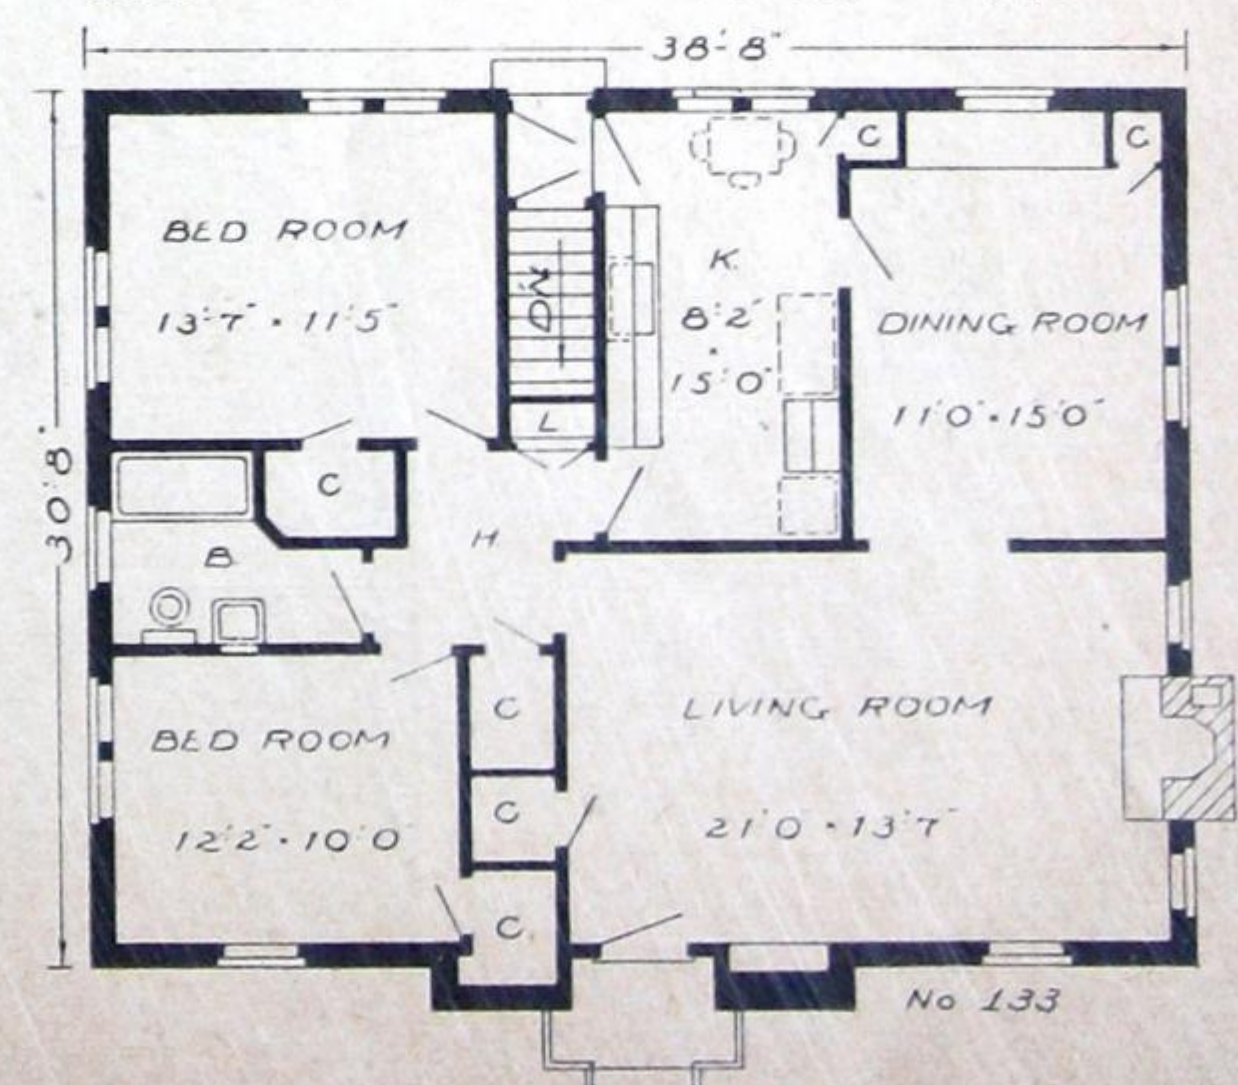 38'-8"
C
C
BED ROOM
13'-7" · 11'-5"
DN
K.
8'-2"
·
15'-0"
DINING ROOM
11'-0" · 15'-0"
L
30'-8"
C
B.
H.
C
LIVING ROOM
BED ROOM
C
12'-2" · 10'-0"
21'-0" · 13'-7"
C.
No 133